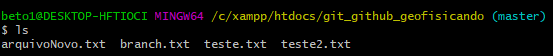 beto1@DESKTOP-HFTIOCI MINGW64 /c/xampp/htdocs/git_github_geofisicando (master)
$ ls
arquivoNovo.txt branch.txt teste.txt teste2.txt